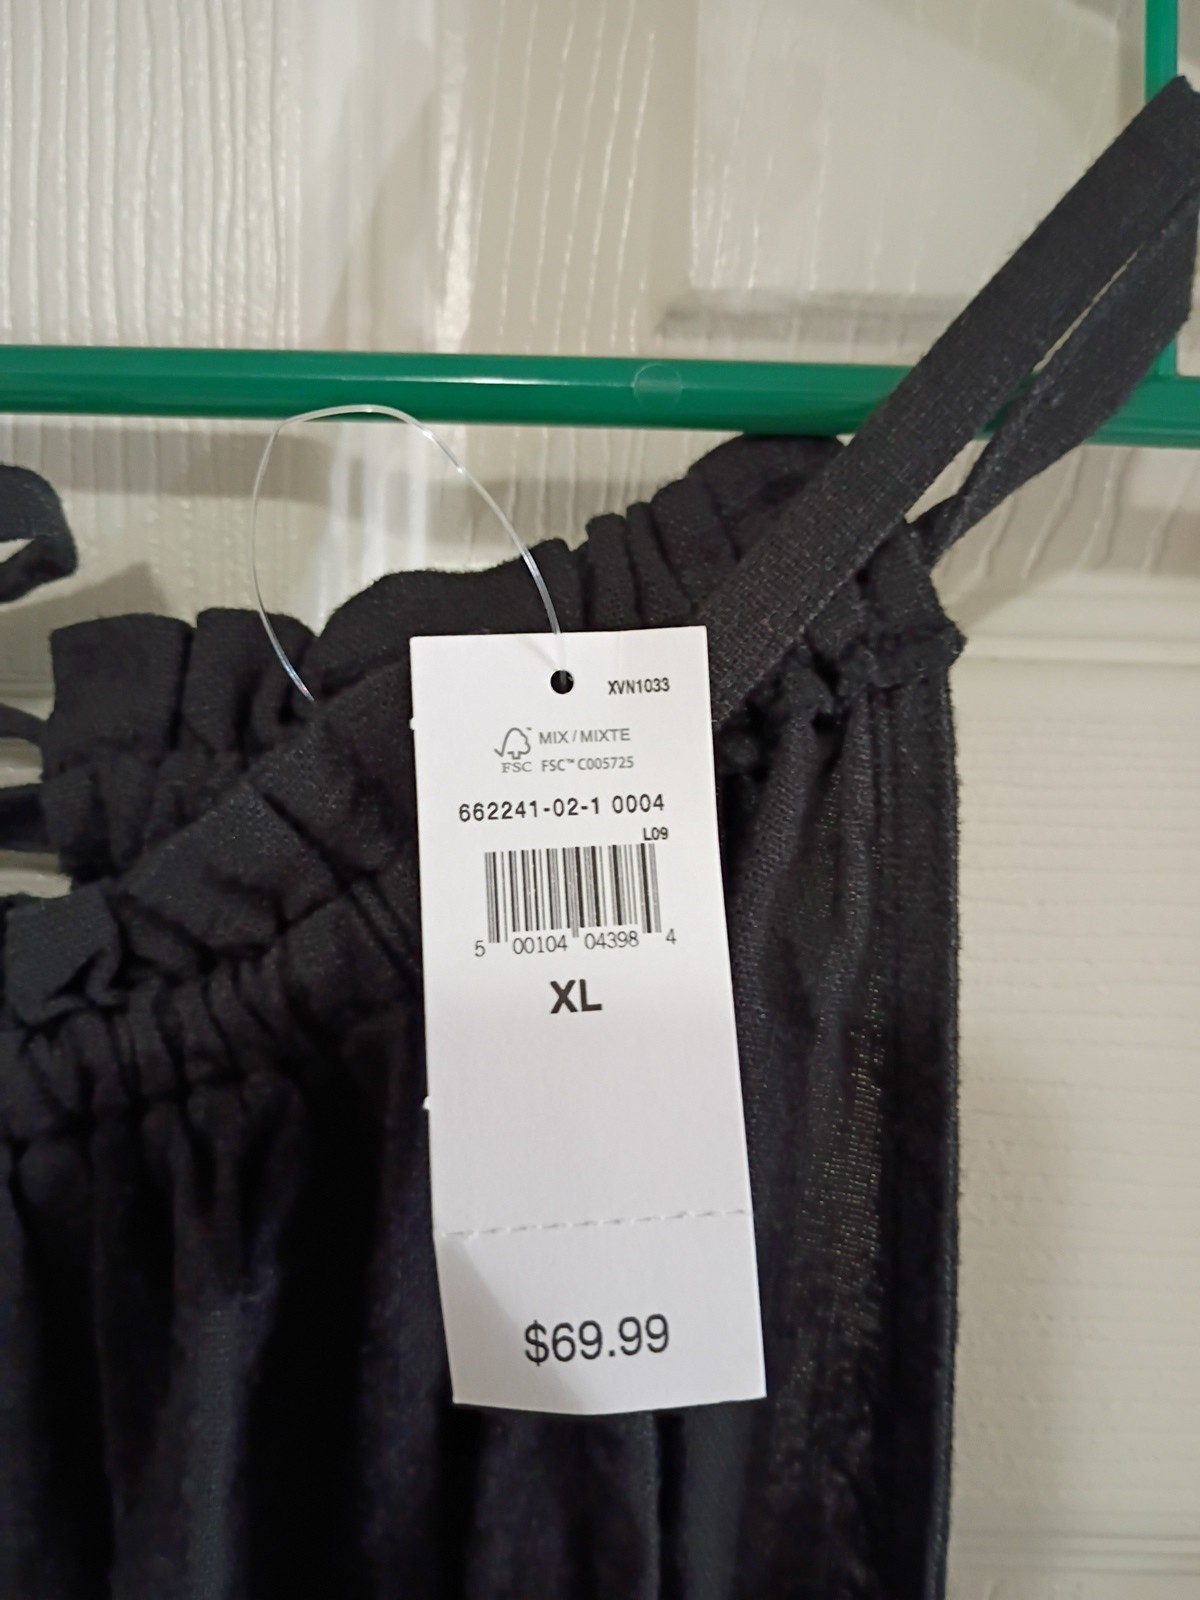 XVN1033
MIX / MIXTE
FSC FSC™ C005725
662241-02-1 0004
L09
5 00104 04398 4
XL
$69.99